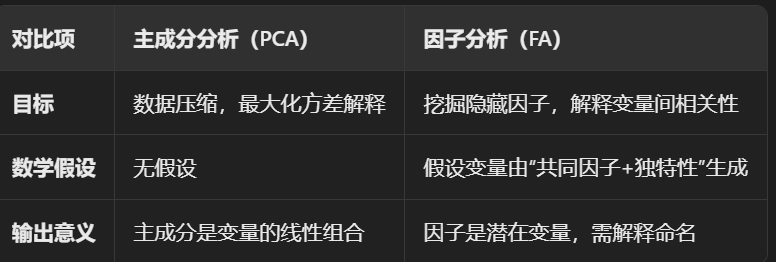 对比项 主成分分析（PCA） 因子分析（FA）
目标 数据压缩，最大化方差解释 挖掘隐藏因子，解释变量间相关性
数学假设 无假设 假设变量由“共同因子+独特性”生成
输出意义 主成分是变量的线性组合 因子是潜在变量，需解释命名